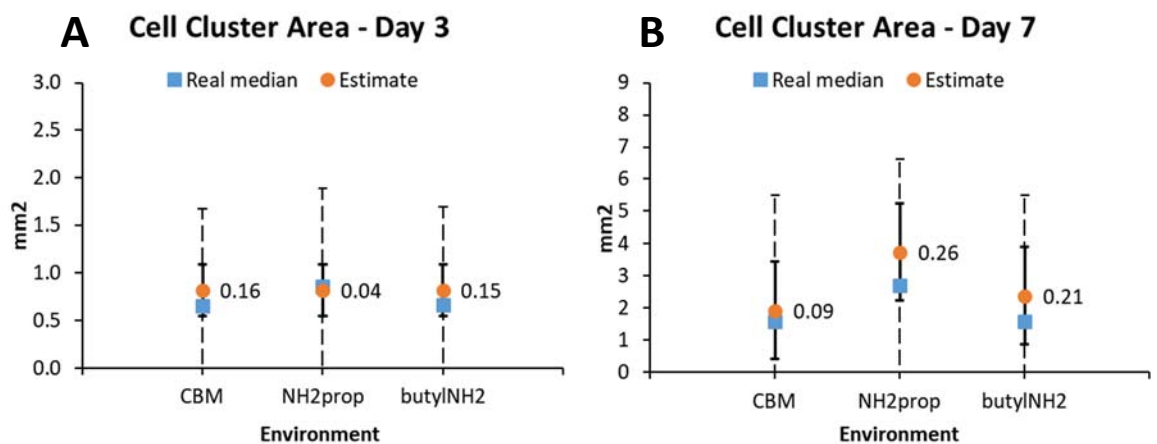 A Cell Cluster Area - Day 3
Real median Estimate
3.0
2.5
2.0
1.5
1.0
0.5
0.0
mm2
0.16
0.04
0.15
CBM NH2prop butylNH2
Environment
B Cell Cluster Area - Day 7
Real median Estimate
9
8
7
6
5
4
3
2
1
0
mm2
0.09
0.26
0.21
CBM NH2prop butylNH2
Environment